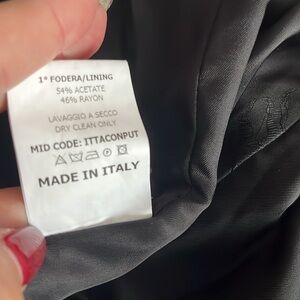 1° FODERA/LINING
54% ACETATE
46% RAYON
LAVAGGIO A SECCO
DRY CLEAN ONLY
MID CODE: ITTACONPUT
MADE IN ITALY